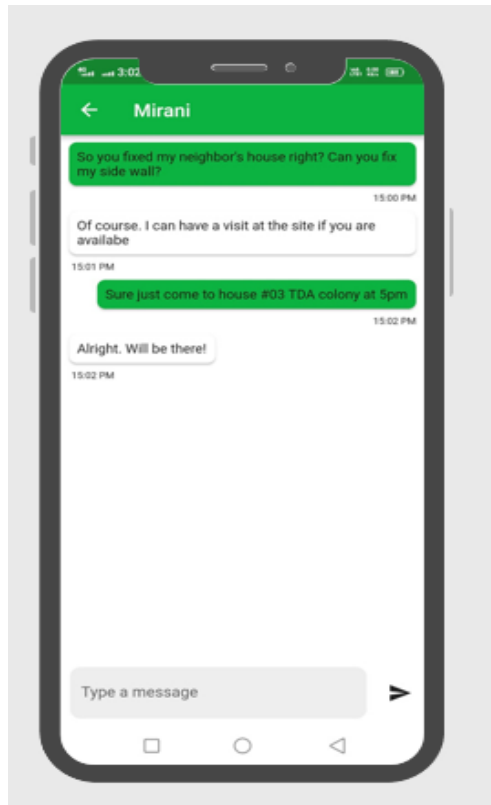 3:02
Mirani
So you fixed my neighbor's house right? Can you fix
my side wall?
15:00 PM
Of course. I can have a visit at the site if you are
availabe
15:01 PM
Sure just come to house #03 TDA colony at 5pm
15:02 PM
Alright. Will be there!
15:02 PM
Type a message